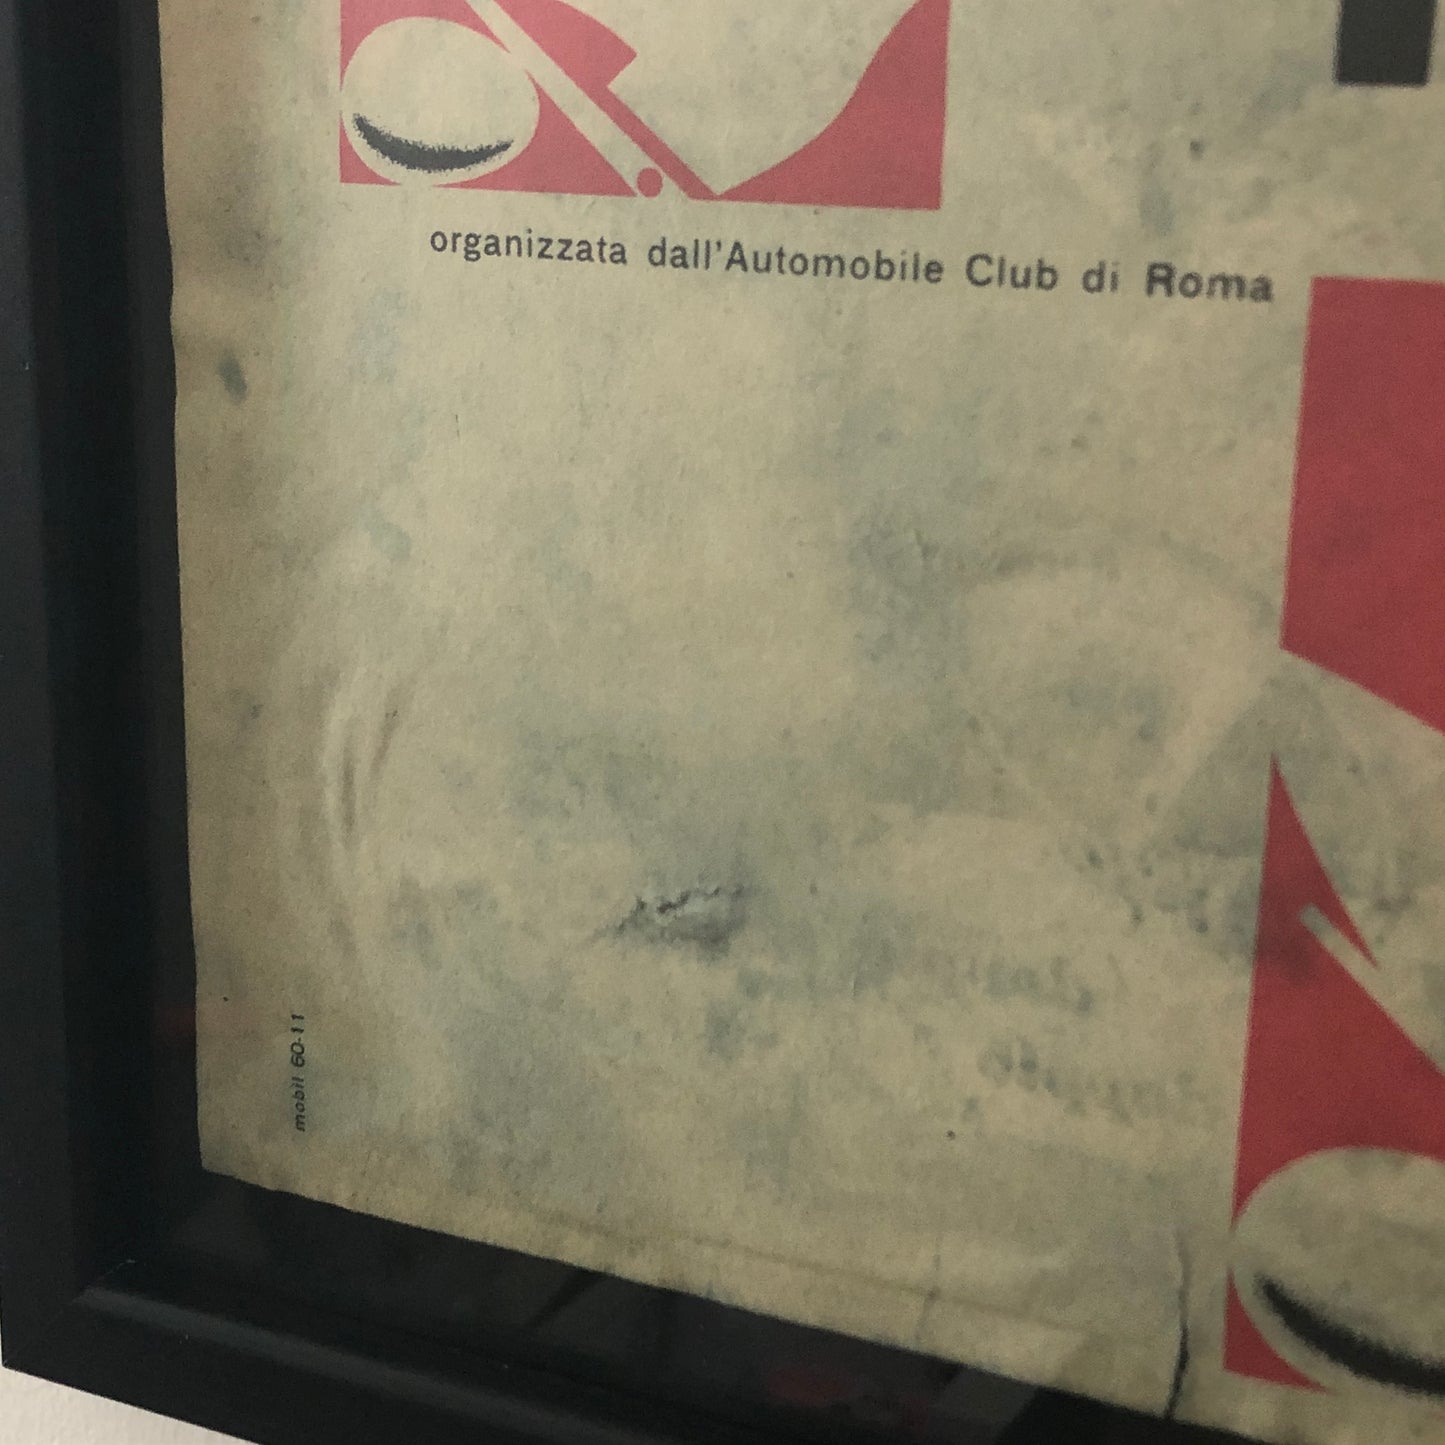 organizzata dall'Automobile Club di Roma
mobil 60-11